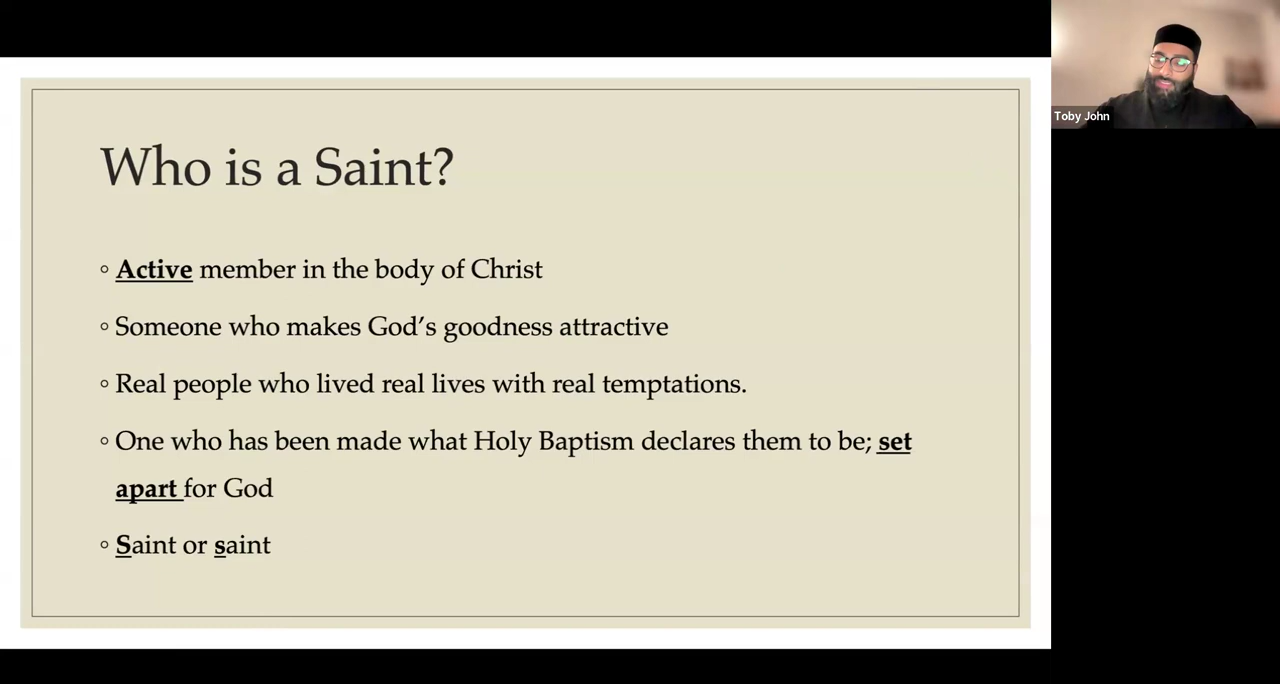 Who is a Saint?
Active member in the body of Christ
Someone who makes God's goodness attractive
Real people who lived real lives with real temptations.
One who has been made what Holy Baptism declares them to be; set
apart for God
Saint or saint
Toby John